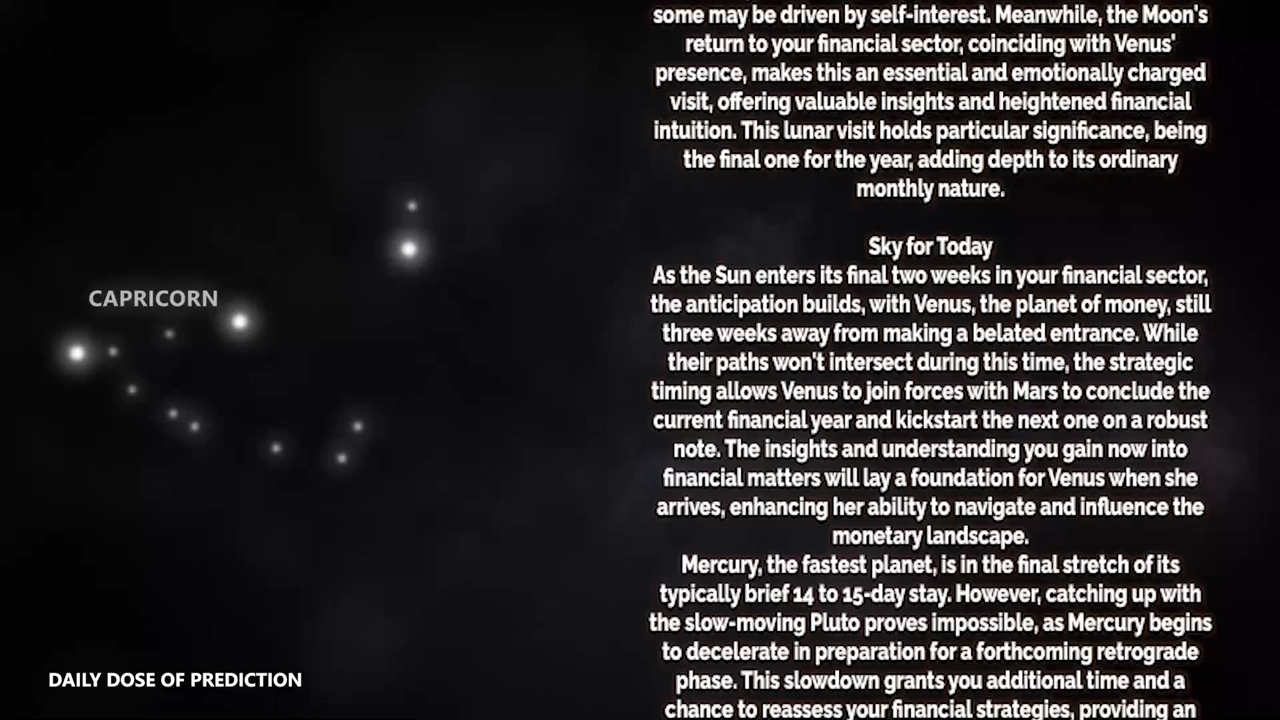 some may be driven by self-interest. Meanwhile, the Moon's
return to your financial sector, coinciding with Venus'
presence, makes this an essential and emotionally charged
visit, offering valuable insights and heightened financial
intuition. This lunar visit holds particular significance, being
the final one for the year, adding depth to its ordinary
monthly nature.
Sky for Today
As the Sun enters its final two weeks in your financial sector,
the anticipation builds, with Venus, the planet of money, still
three weeks away from making a belated entrance. While
their paths won't intersect during this time, the strategic
timing allows Venus to join forces with Mars to conclude the
current financial year and kickstart the next one on a robust
note. The insights and understanding you gain now into
financial matters will lay a foundation for Venus when she
arrives, enhancing her ability to navigate and influence the
monetary landscape.
Mercury, the fastest planet, is in the final stretch of its
typically brief 14 to 15-day stay. However, catching up with
the slow-moving Pluto proves impossible, as Mercury begins
to decelerate in preparation for a forthcoming retrograde
phase. This slowdown grants you additional time and a
chance to reassess your financial strategies, providing an
CAPRICORN
DAILY DOSE OF PREDICTION